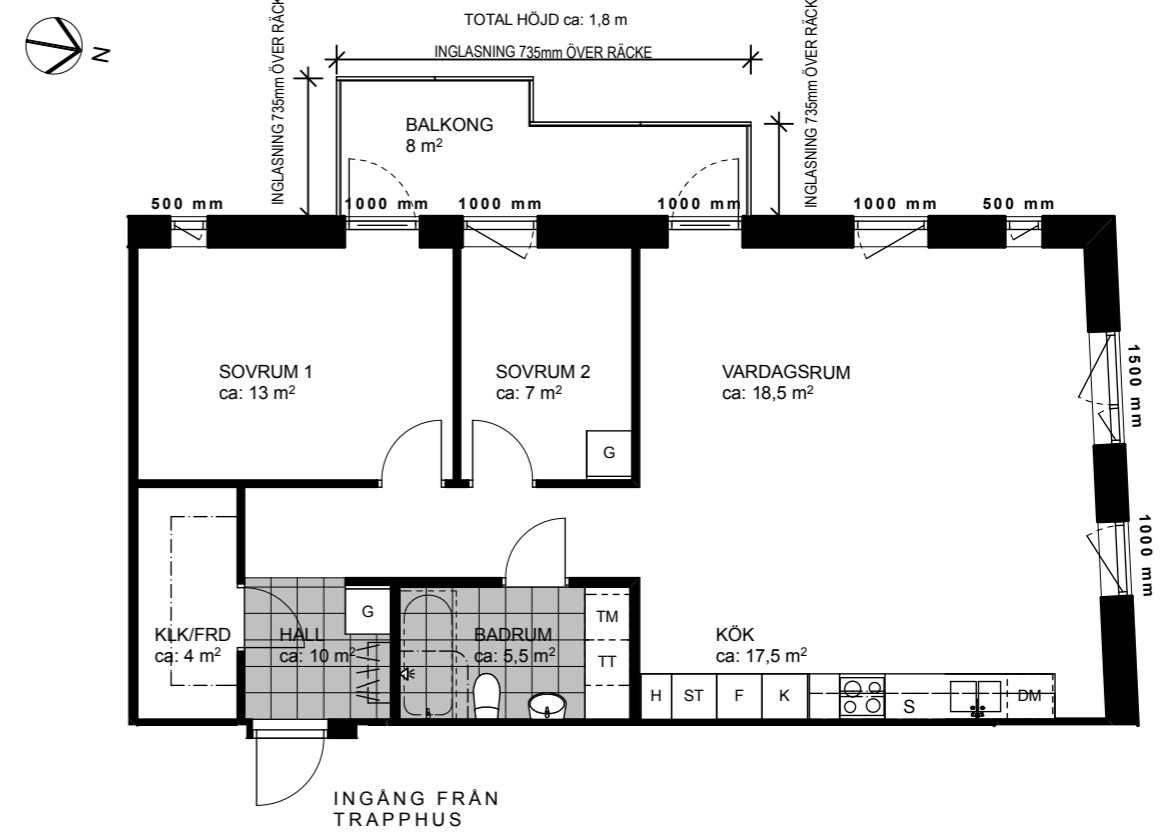 TOTAL HÖJD ca: 1,8 m
INGLASNING 735mm ÖVER RÄCKE
INGLASNING 735mm ÖVER RÄCK
INGLASNING 735mm ÖVER RÄCK
N
BALKONG
8 m²
500 mm
1000 mm
1000 mm
1000 mm
1000 mm
500 mm
SOVRUM 1
ca: 13 m²
SOVRUM 2
ca: 7 m²
VARDAGSRUM
ca: 18,5 m²
1500 mm
G
1000 mm
KLK/FRD
ca: 4 m²
HALL
ca: 10 m²
G
BADRUM
ca: 5,5 m²
TM
TT
KÖK
ca: 17,5 m²
H ST F K S DM
INGÅNG FRÅN
TRAPPHUS